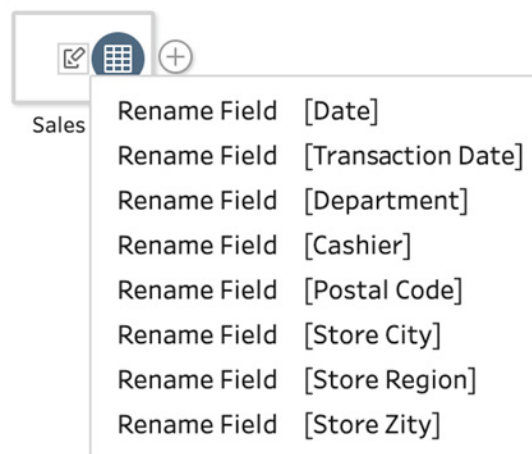 Sales
Rename Field [Date]
Rename Field [Transaction Date]
Rename Field [Department]
Rename Field [Cashier]
Rename Field [Postal Code]
Rename Field [Store City]
Rename Field [Store Region]
Rename Field [Store Zity]